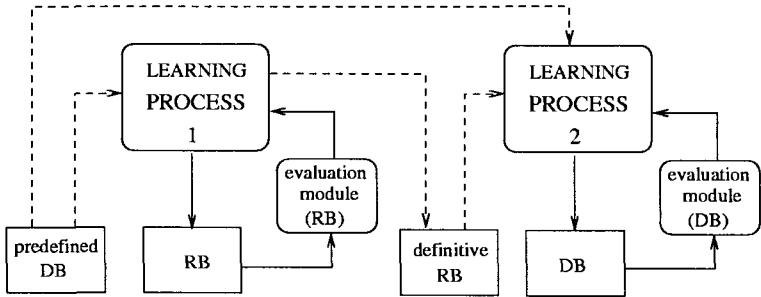 LEARNING
PROCESS
1
evaluation
module
(RB)
predefined
DB
RB
LEARNING
PROCESS
2
evaluation
module
(DB)
definitive
RB
DB